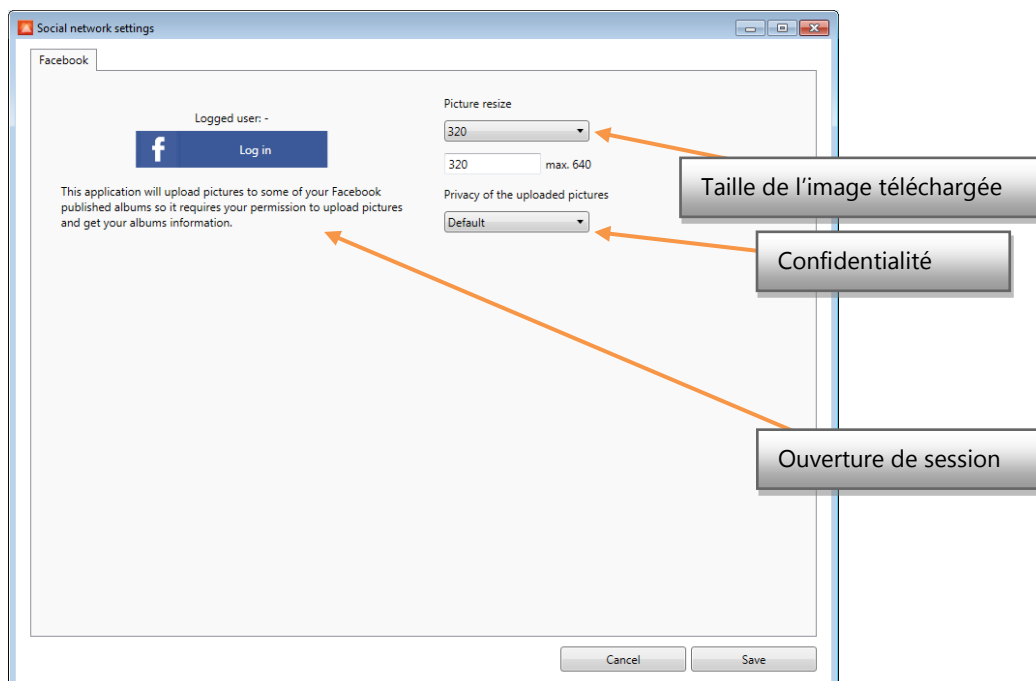 Social network settings
Facebook
Logged user: -
f Log in
This application will upload pictures to some of your Facebook
published albums so it requires your permission to upload pictures
and get your albums information.
Picture resize
320
320 max. 640
Privacy of the uploaded pictures
Default
Taille de l’image téléchargée
Confidentialité
Ouverture de session
Cancel Save